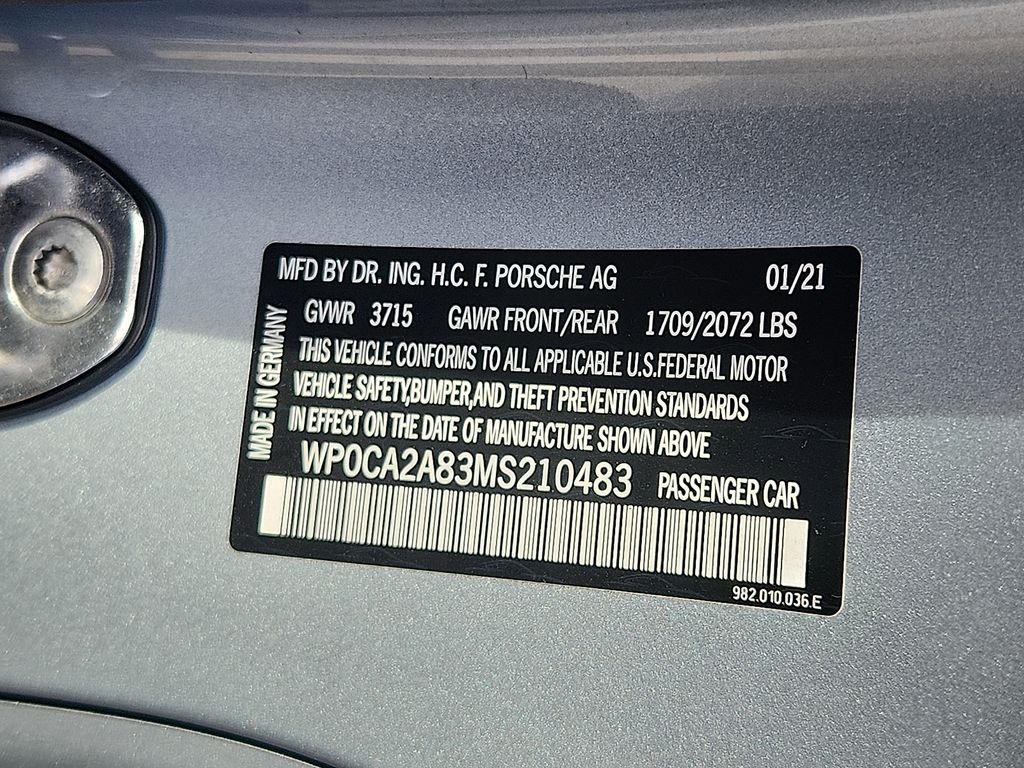 MFD BY DR. ING. H.C. F. PORSCHE AG 01/21
GVWR 3715 GAWR FRONT/REAR 1709/2072 LBS
THIS VEHICLE CONFORMS TO ALL APPLICABLE U.S.FEDERAL MOTOR
VEHICLE SAFETY,BUMPER,AND THEFT PREVENTION STANDARDS
IN EFFECT ON THE DATE OF MANUFACTURE SHOWN ABOVE
MADE IN GERMANY
WP0CA2A83MS210483 PASSENGER CAR
982.010.036.E